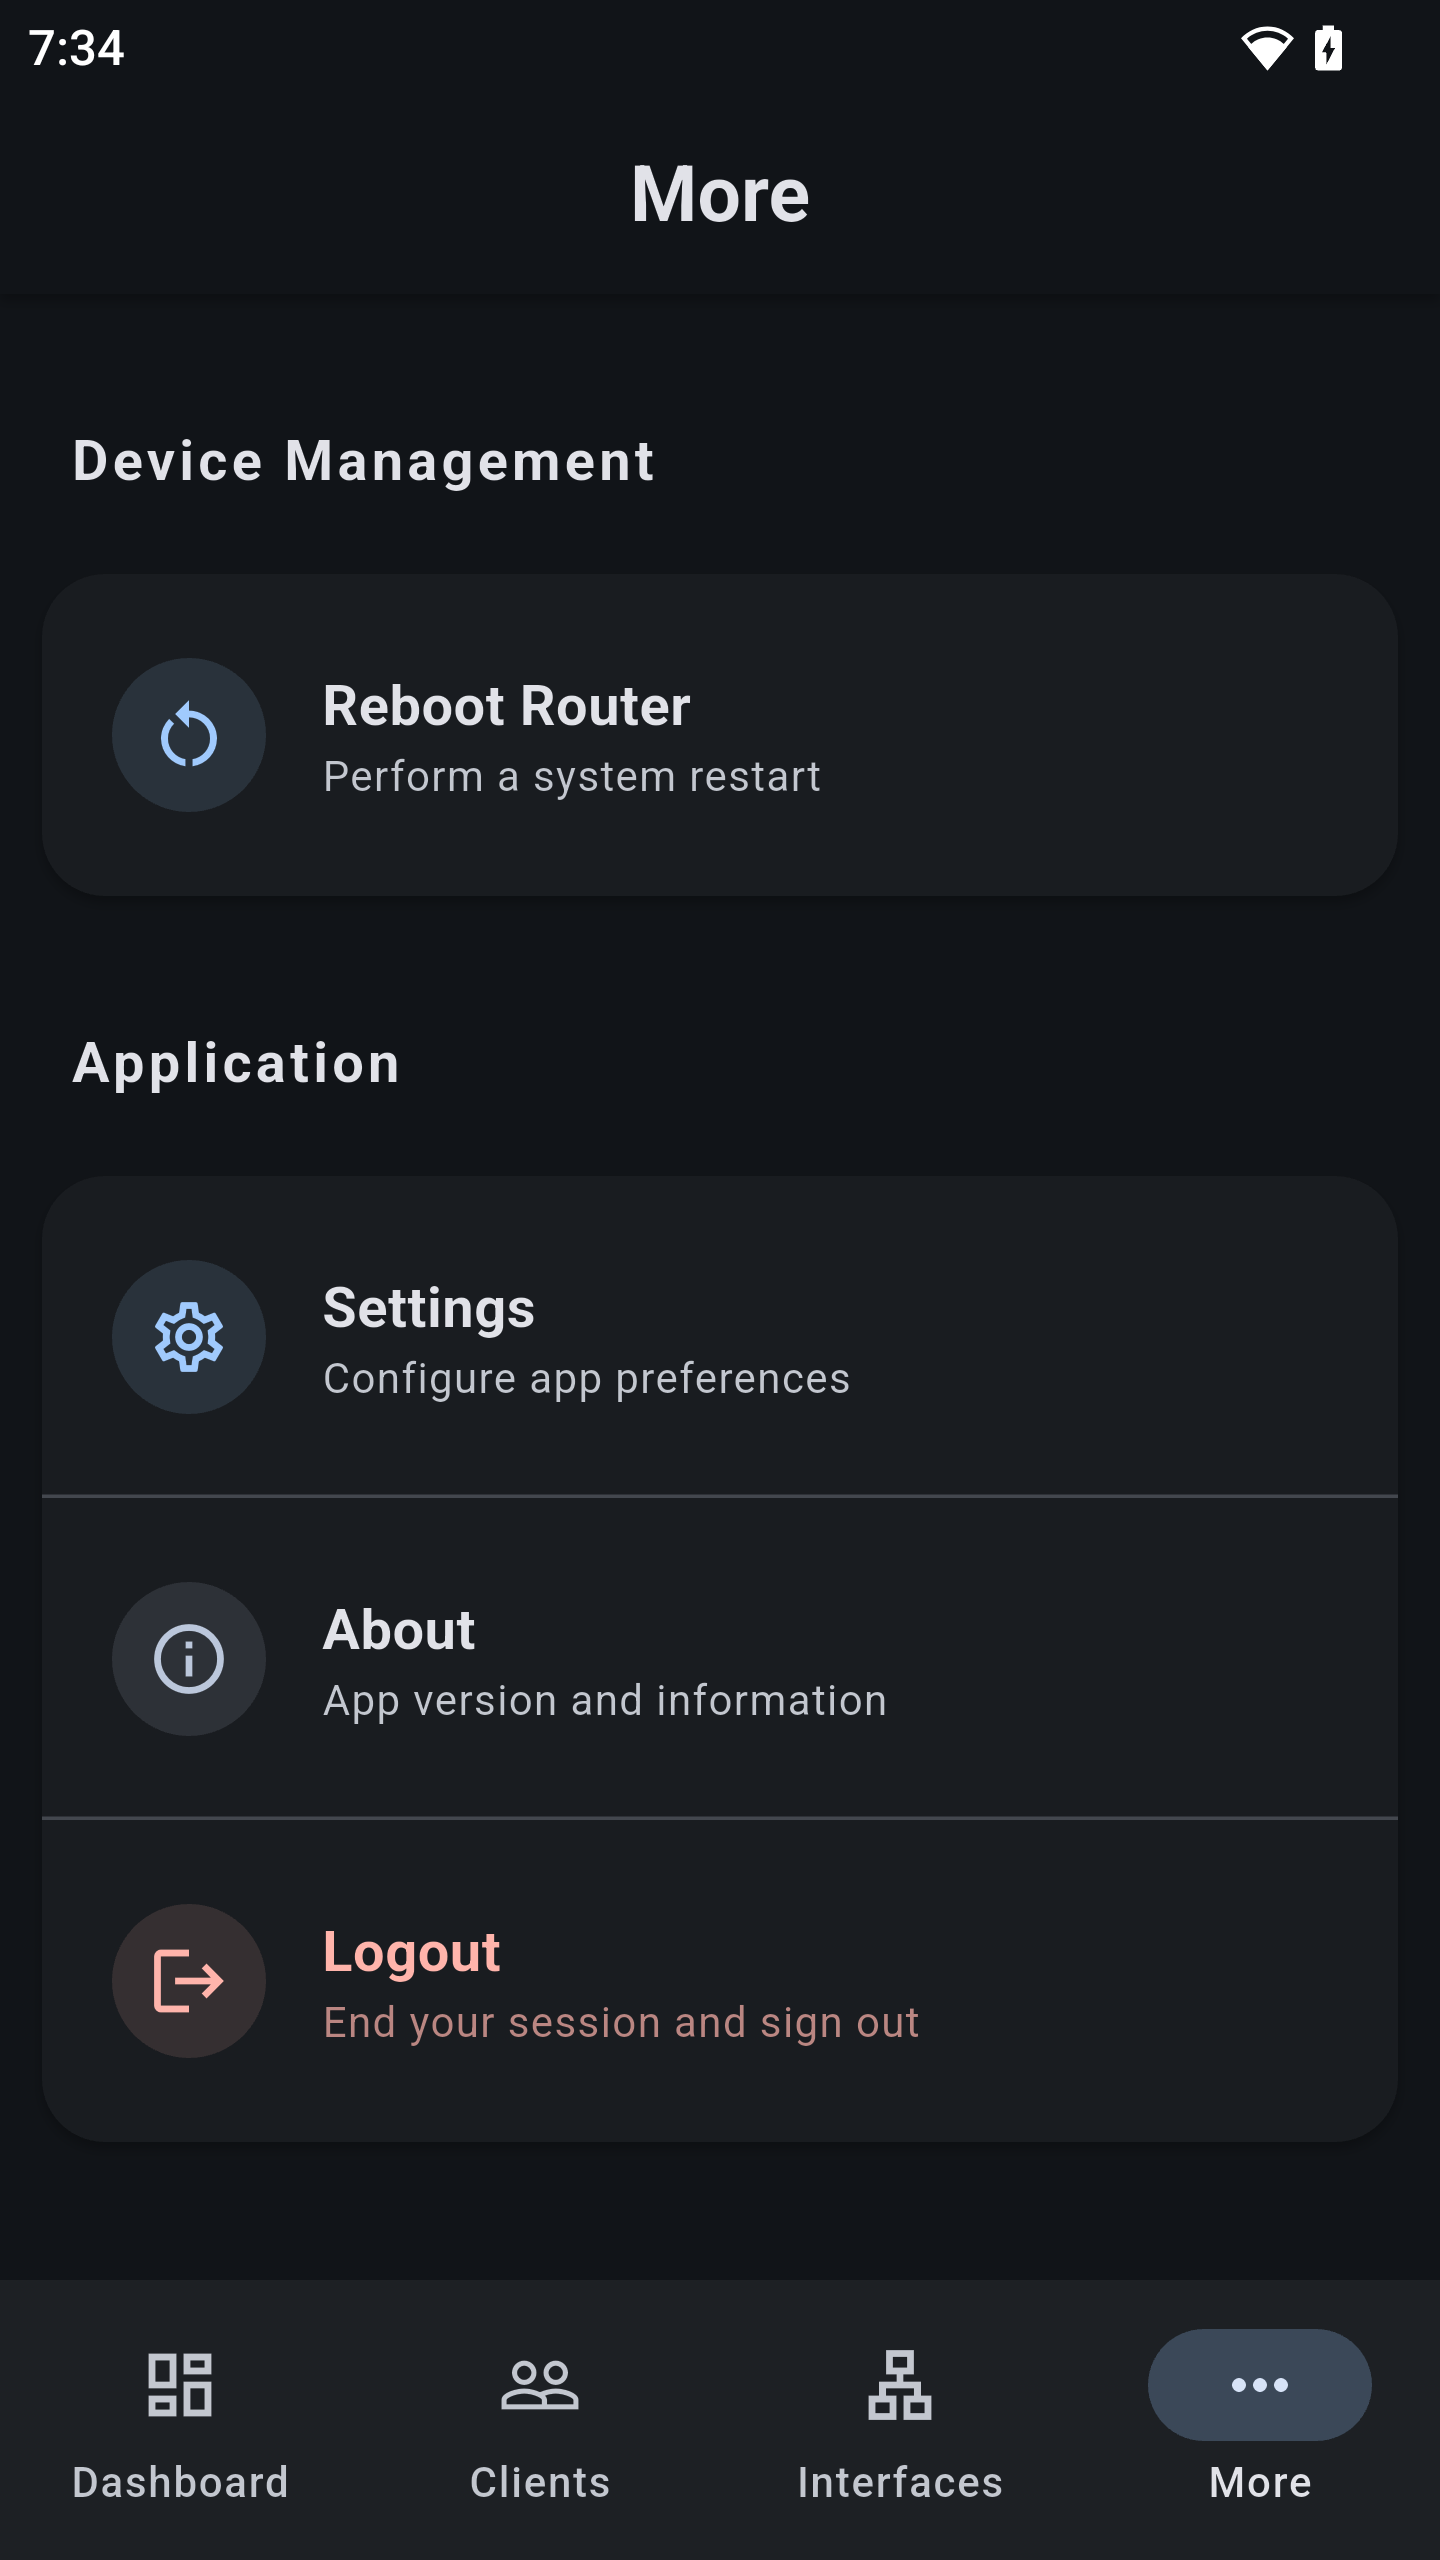 7:34
More
Device Management
Reboot Router
Perform a system restart
Application
Settings
Configure app preferences
About
App version and information
Logout
End your session and sign out
Dashboard
Clients
Interfaces
More